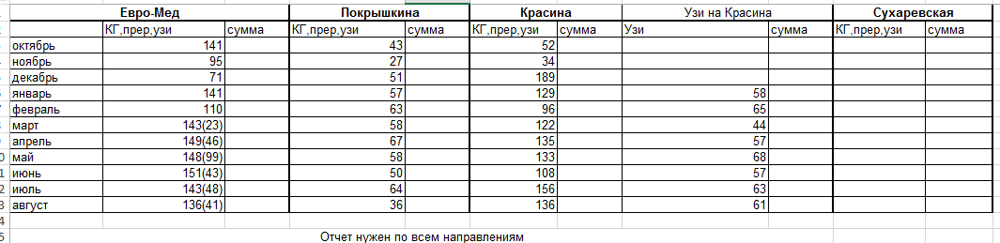 Евро-Мед Покрышкина Красина Узи на Красина Сухаревская
КГ,прер,узи сумма КГ,прер,узи сумма КГ,прер,узи сумма Узи сумма КГ,прер,узи сумма
октябрь 141 43 52
ноябрь 95 27 34
декабрь 71 51 189
январь 141 57 129 58
февраль 110 63 96 65
март 143(23) 58 122 44
апрель 149(46) 67 135 57
май 148(99) 58 133 68
июнь 151(43) 50 108 57
июль 143(48) 64 156 63
август 136(41) 36 136 61
Отчет нужен по всем направлениям